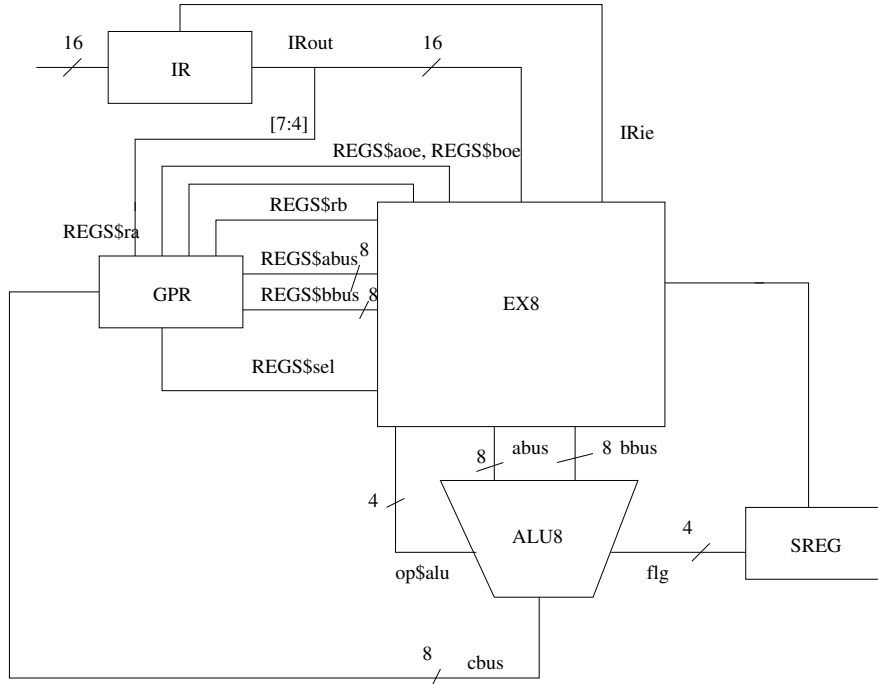 16
IRout
16
IR
[7:4]
IRie
REGS$aoe, REGS$boe
REGS$rb
REGS$ra
REGS$abus
8
GPR
REGS$bbus
8
EX8
REGS$sel
8
abus
8
bbus
4
ALU8
4
SREG
op$alu
flg
8
cbus